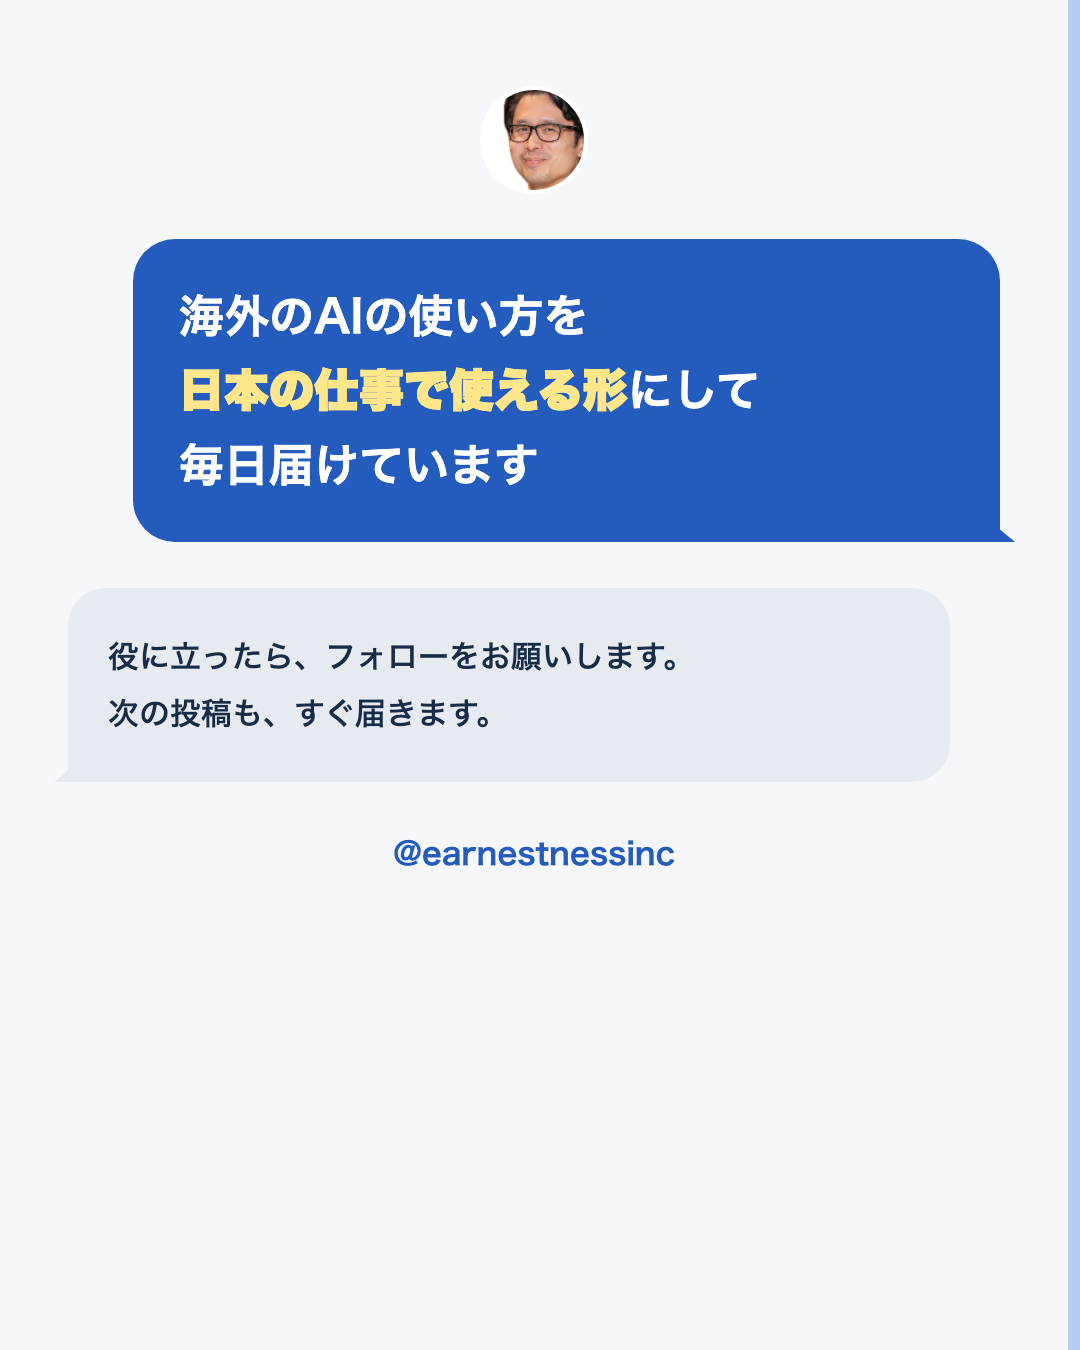 海外のAIの使い方を
日本の仕事で使える形にして
毎日届けています
役に立ったら、フォローをお願いします。
次の投稿も、すぐ届きます。
@earnestnessinc